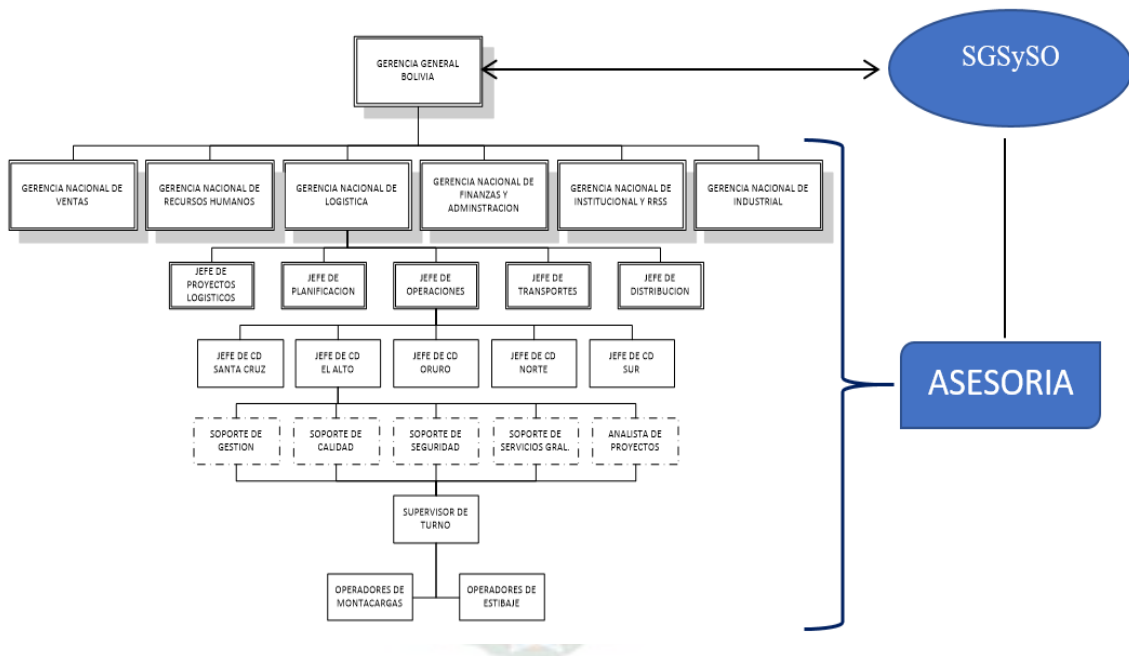 GERENCIA GENERAL
BOLIVIA
SGSySO
GERENCIA NACIONAL DE
VENTAS
GERENCIA NACIONAL DE
RECURSOS HUMANOS
GERENCIA NACIONAL DE
LOGISTICA
GERENCIA NACIONAL DE
FINANZAS Y
ADMINSTRACION
GERENCIA NACIONAL DE
INSTITUCIONAL Y RRSS
GERENCIA NACIONAL DE
INDUSTRIAL
JEFE DE
PROYECTOS
LOGISTICOS
JEFE DE
PLANIFICACION
JEFE DE
OPERACIONES
JEFE DE
TRANSPORTES
JEFE DE
DISTRIBUCION
JEFE DE CD
SANTA CRUZ
JEFE DE CD
EL ALTO
JEFE DE CD
ORURO
JEFE DE CD
NORTE
JEFE DE CD
SUR
ASESORIA
SOPORTE DE
GESTION
SOPORTE DE
CALIDAD
SOPORTE DE
SEGURIDAD
SOPORTE DE
SERVICIOS GRAL.
ANALISTA DE
PROYECTOS
SUPERVISOR DE
TURNO
OPERADORES DE
MONTACARGAS
OPERADORES DE
ESTIBAJE